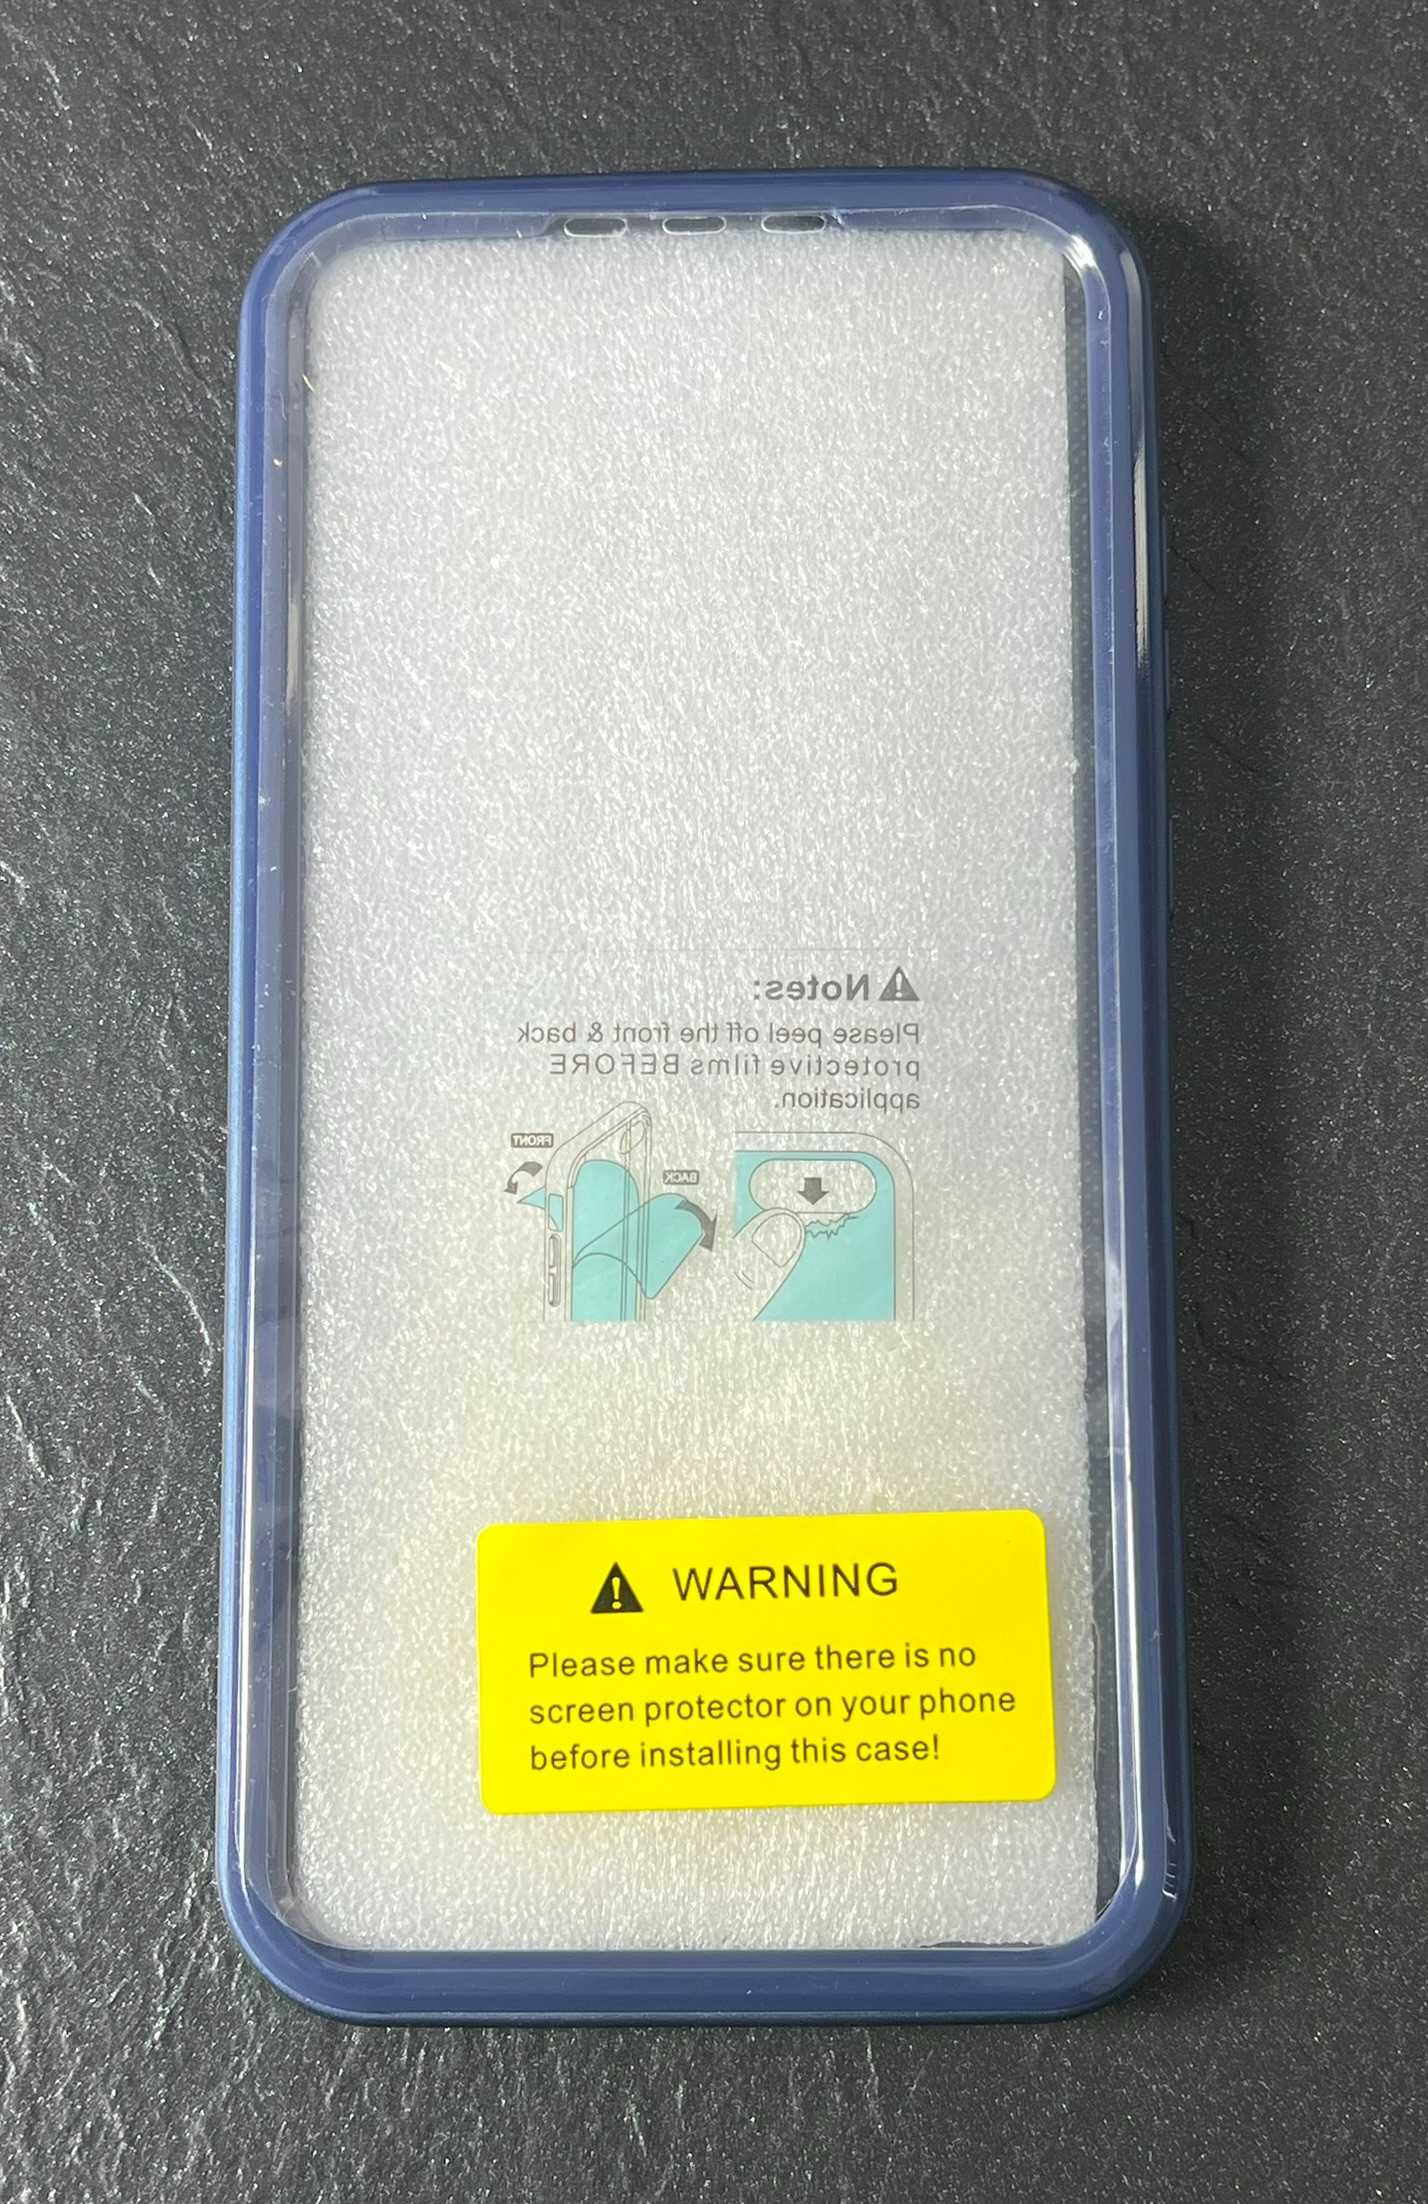 Notes:
Please peel off the front & back
protective films BEFORE
application.
FRONT
BACK
WARNING
Please make sure there is no
screen protector on your phone
before installing this case!